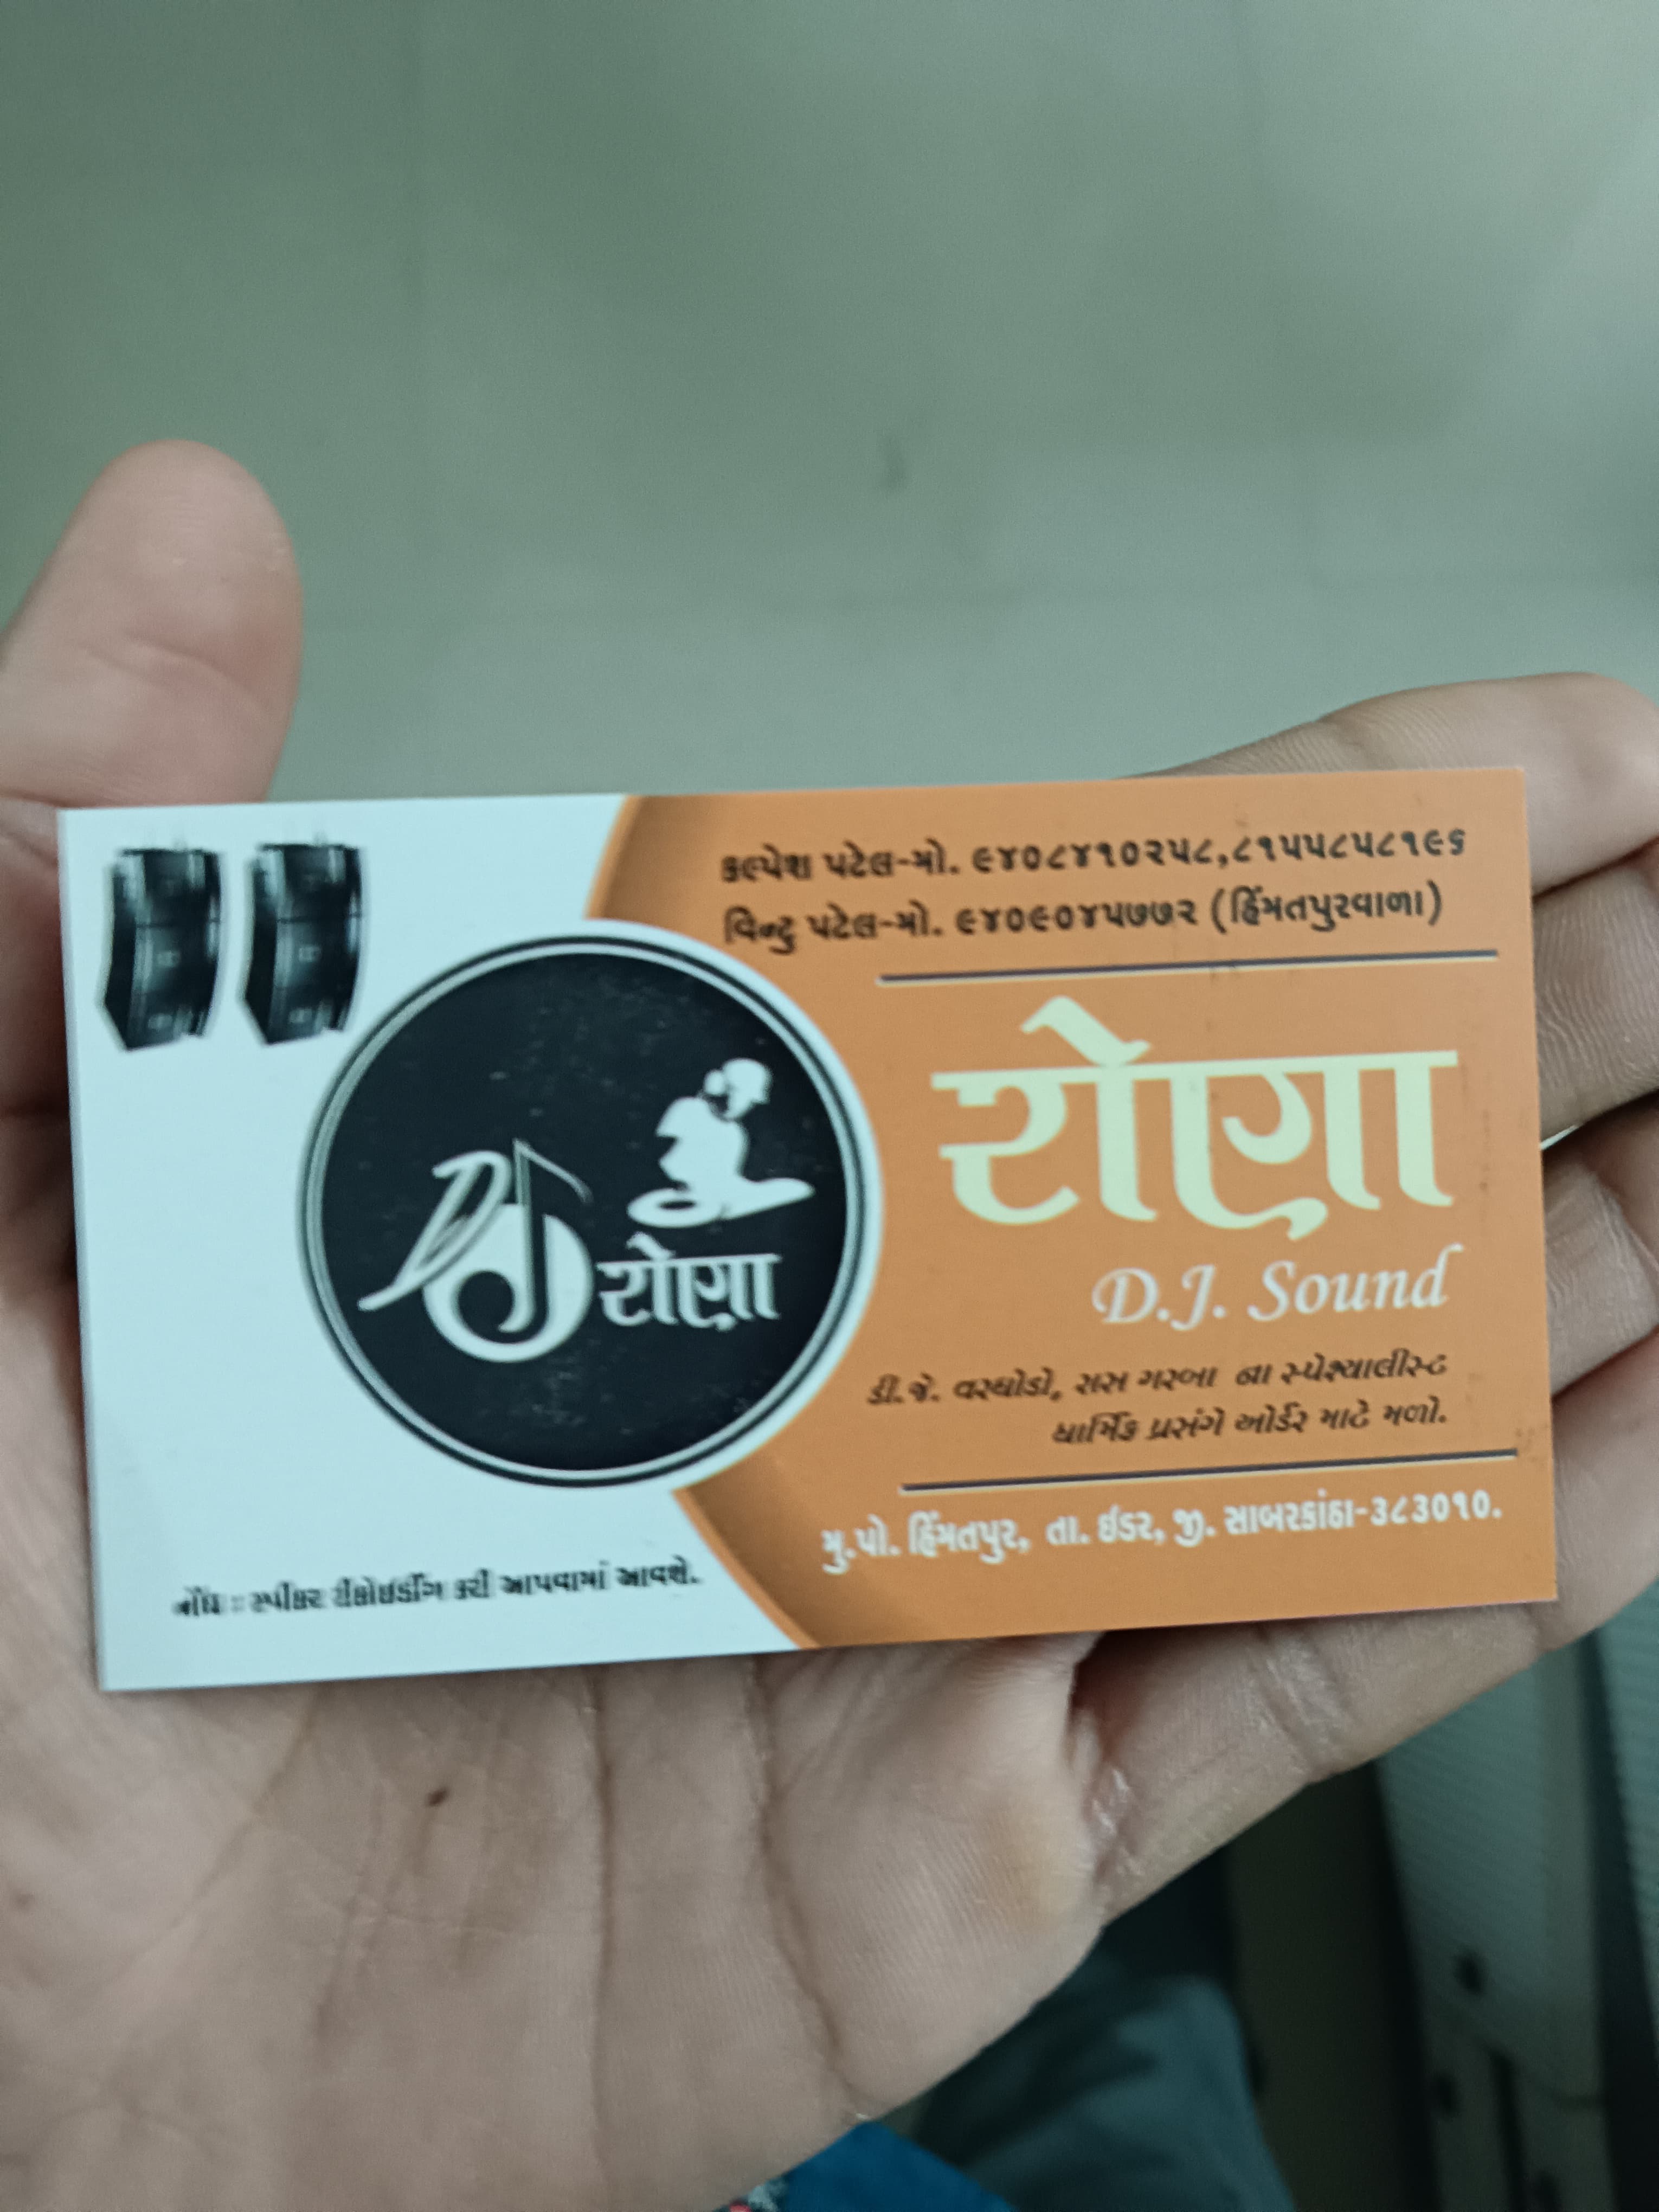 કલ્પેશ પટેલ-મો. ૯૪૦૮૪૧૦૨૫૮,૮૧૫૫૮૫૮૧૯૬
વિન્ટુ પટેલ-મો. ૯૪૦૯૦૪૫૭૭૨ (હિંમતપુરવાળા)
रोणा
D.J. Sound
DJ रोणा
ડી.જે. વરઘોડો, રાસ ગરબા ના સ્પેશ્યાલીસ્ટ
ધાર્મિક પ્રસંગે ઓર્ડર માટે મળો.
મુ.પો. હિંમતપુર, તા. ઇડર, જી. સાબરકાંઠા-૩૮૩૦૧૦.
નોંધ : સ્પીકર રીકોઇડીંગ કરી આપવામાં આવશે.